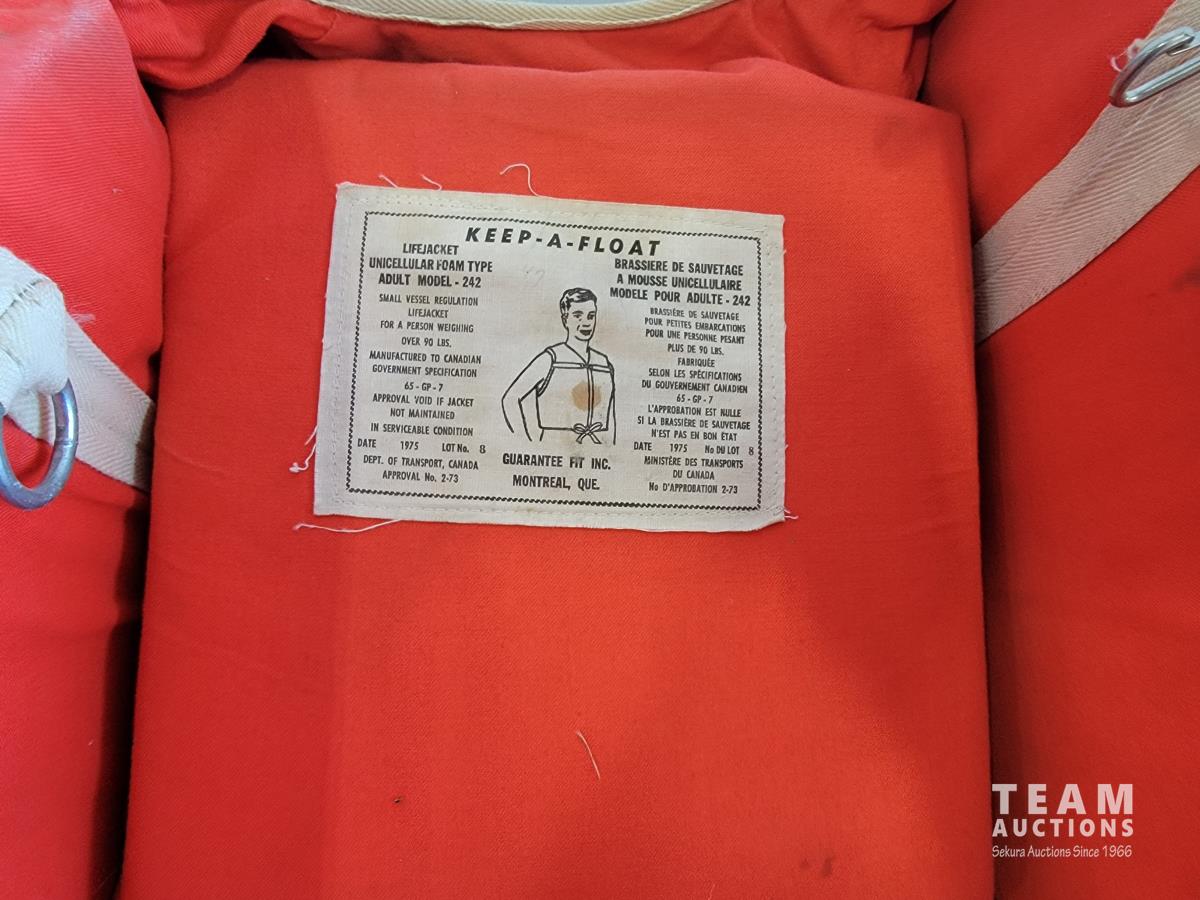 KEEP-A-FLOAT
LIFEJACKET
UNICELLULAR FOAM TYPE
ADULT MODEL - 242
SMALL VESSEL REGULATION
LIFEJACKET
FOR A PERSON WEIGHING
OVER 90 LBS.
MANUFACTURED TO CANADIAN
GOVERNMENT SPECIFICATION
65 - GP - 7
APPROVAL VOID IF JACKET
NOT MAINTAINED
IN SERVICEABLE CONDITION
DATE 1975 LOT No. 8
DEPT. OF TRANSPORT, CANADA
APPROVAL No. 2-73
GUARANTEE FIT INC.
MONTREAL, QUE.
BRASSIERE DE SAUVETAGE
A MOUSSE UNICELLULAIRE
MODELE POUR ADULTE - 242
BRASSIÈRE DE SAUVETAGE
POUR PETITES EMBARCATIONS
POUR UNE PERSONNE PESANT
PLUS DE 90 LBS.
FABRIQUÉE
SELON LES SPÉCIFICATIONS
DU GOUVERNEMENT CANADIEN
65 - GP - 7
L'APPROBATION EST NULLE
SI LA BRASSIÈRE DE SAUVETAGE
N'EST PAS EN BON ÉTAT
DATE 1975 No DU LOT 8
MINISTÈRE DES TRANSPORTS
DU CANADA
No D'APPROBATION 2-73
TEAM
AUCTIONS
Sekura Auctions Since 1966